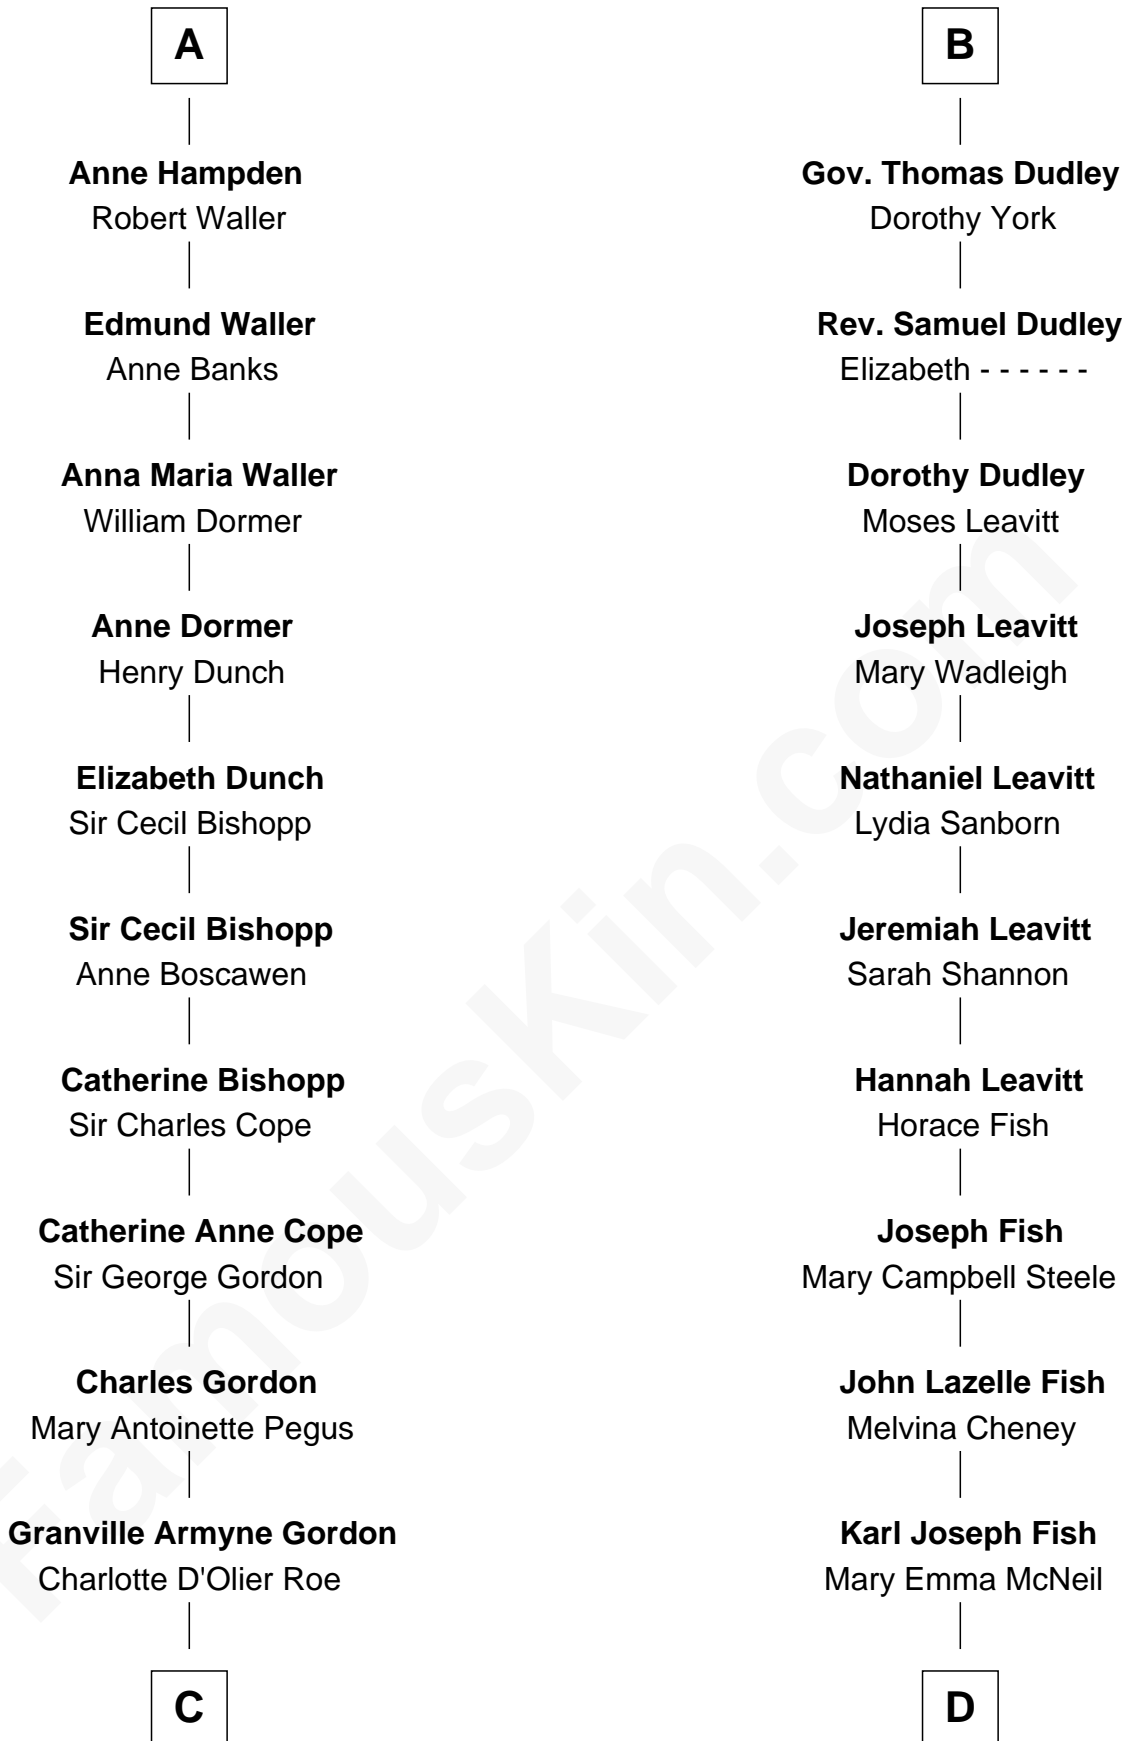 A
Anne Hampden
Robert Waller
Edmund Waller
Anne Banks
Anna Maria Waller
William Dormer
Anne Dormer
Henry Dunch
Elizabeth Dunch
Sir Cecil Bishopp
Sir Cecil Bishopp
Anne Boscawen
Catherine Bishopp
Sir Charles Cope
Catherine Anne Cope
Sir George Gordon
Charles Gordon
Mary Antoinette Pegus
Granville Armyne Gordon
Charlotte D'Olier Roe
C
B
Gov. Thomas Dudley
Dorothy York
Rev. Samuel Dudley
Elizabeth - - - - - -
Dorothy Dudley
Moses Leavitt
Joseph Leavitt
Mary Wadleigh
Nathaniel Leavitt
Lydia Sanborn
Jeremiah Leavitt
Sarah Shannon
Hannah Leavitt
Horace Fish
Joseph Fish
Mary Campbell Steele
John Lazelle Fish
Melvina Cheney
Karl Joseph Fish
Mary Emma McNeil
D
FamousKin.com